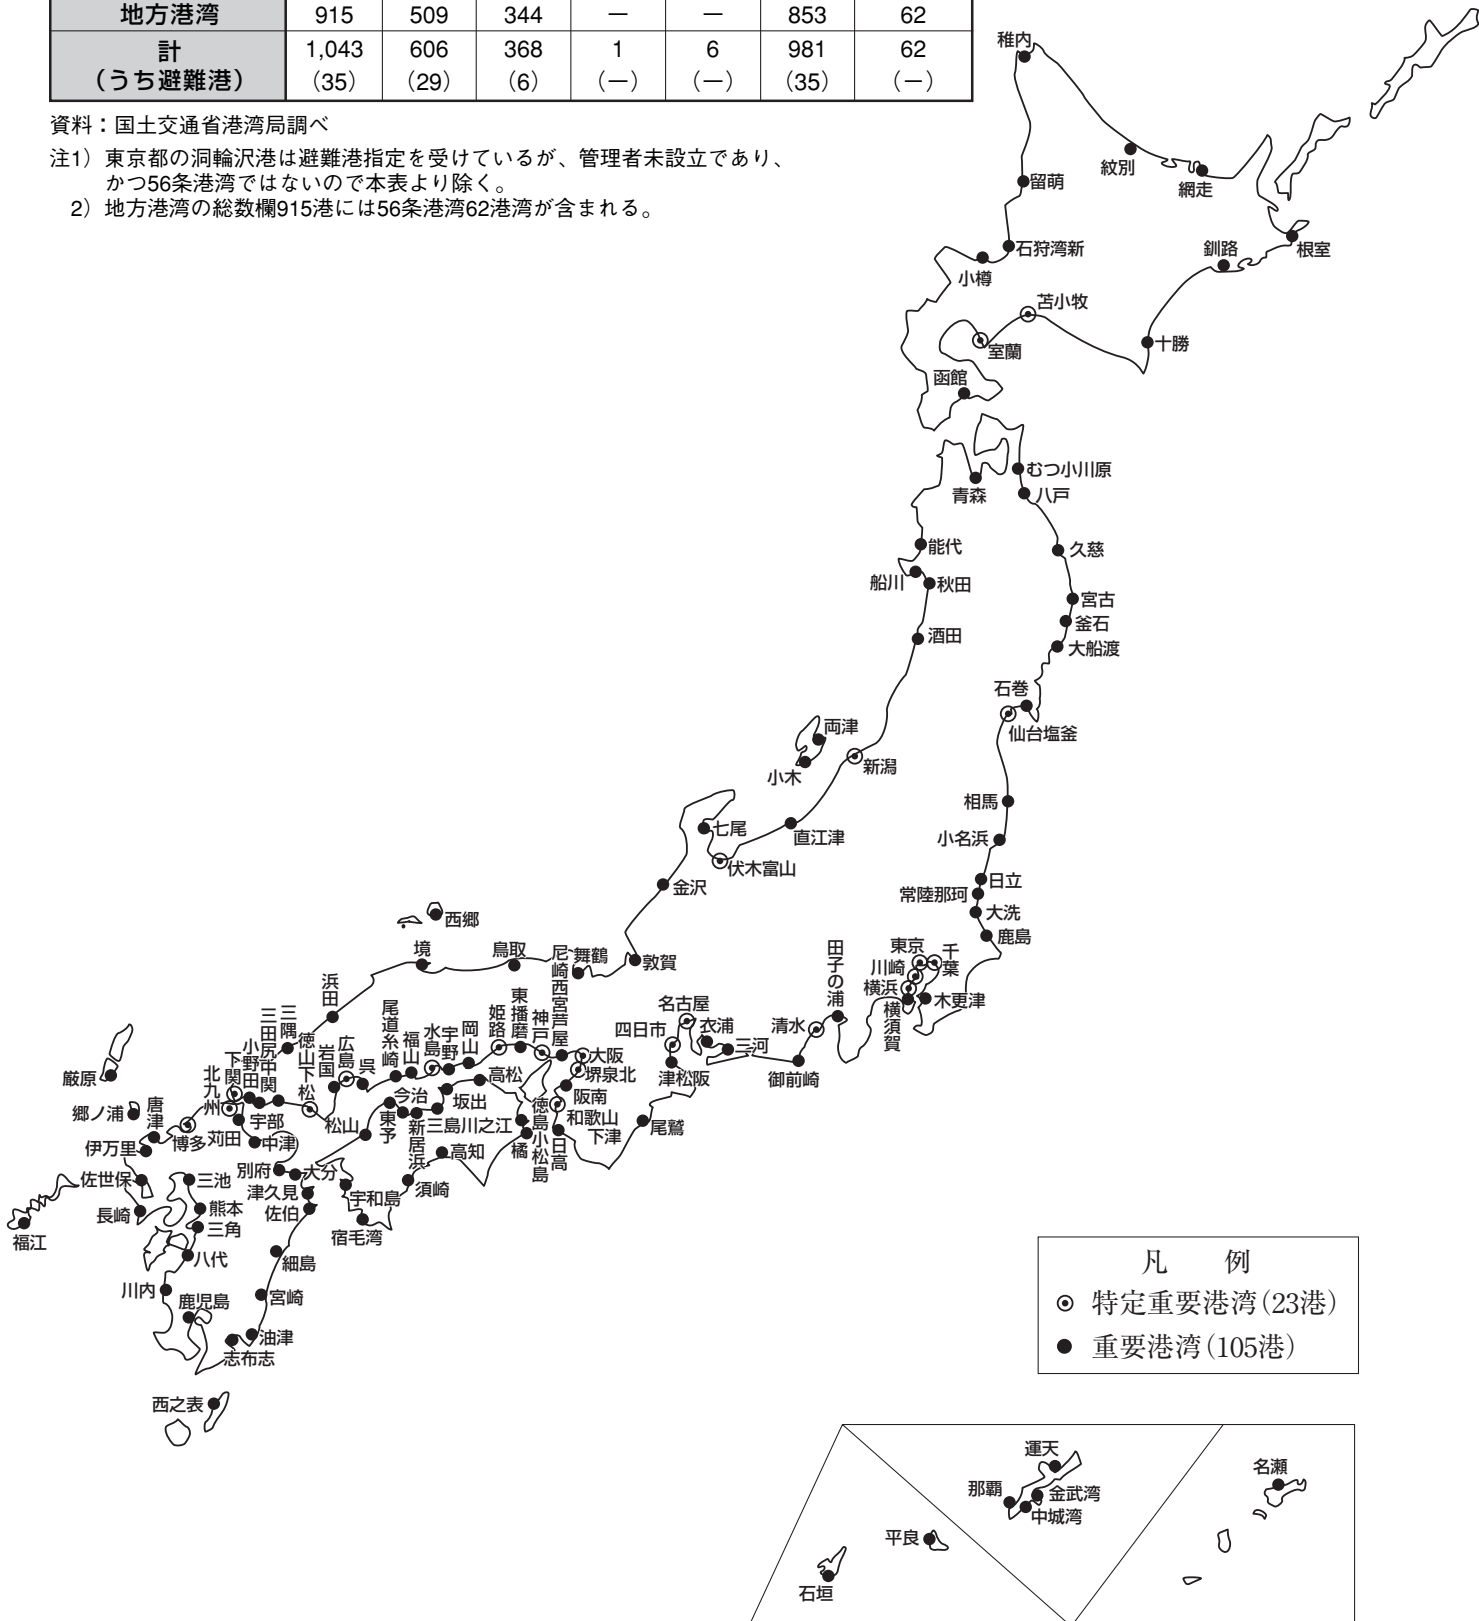 地方港湾 915 509 344 － － 853 62
計 1,043 606 368 1 6 981 62
（うち避難港） （35） （29） （6） （－） （－） （35） （－）
資料：国土交通省港湾局調べ
注1）東京都の洞輪沢港は避難港指定を受けているが、管理者未設立であり、
かつ56条港湾ではないので本表より除く。
2）地方港湾の総数欄915港には56条港湾62港湾が含まれる。
稚内
紋別
網走
留萌
石狩湾新
小樽
釧路
根室
苫小牧
室蘭
十勝
函館
むつ小川原
青森
八戸
能代
久慈
船川
秋田
宮古
釜石
酒田
大船渡
石巻
仙台塩釜
両津
小木
新潟
相馬
七尾
直江津
小名浜
伏木富山
金沢
日立
常陸那珂
大洗
鹿島
西郷
境
鳥取
舞鶴
敦賀
尼崎西宮芦屋
田子の浦
東京
千葉
川崎
横浜
木更津
横須賀
浜田
三隅
三田尻中関
小野田
下関
北九州
徳山下松
岩国
広島
呉
尾道糸崎
福山
水島
宇野
岡山
姫路
東播磨
神戸
大阪
堺泉北
阪南
和歌山
下津
日高
名古屋
四日市
衣浦
三河
津松阪
清水
御前崎
尾鷲
厳原
郷ノ浦
唐津
伊万里
博多
苅田
宇部
中津
松山
今治
東予
新居浜
三島川之江
坂出
高松
徳島小松島
橘
高知
須崎
別府
大分
津久見
佐伯
宇和島
宿毛湾
佐世保
長崎
福江
三池
熊本
三角
八代
細島
川内
宮崎
鹿児島
油津
志布志
西之表
凡 例
特定重要港湾（23港）
重要港湾（105港）
運天
那覇
金武湾
中城湾
名瀬
平良
石垣